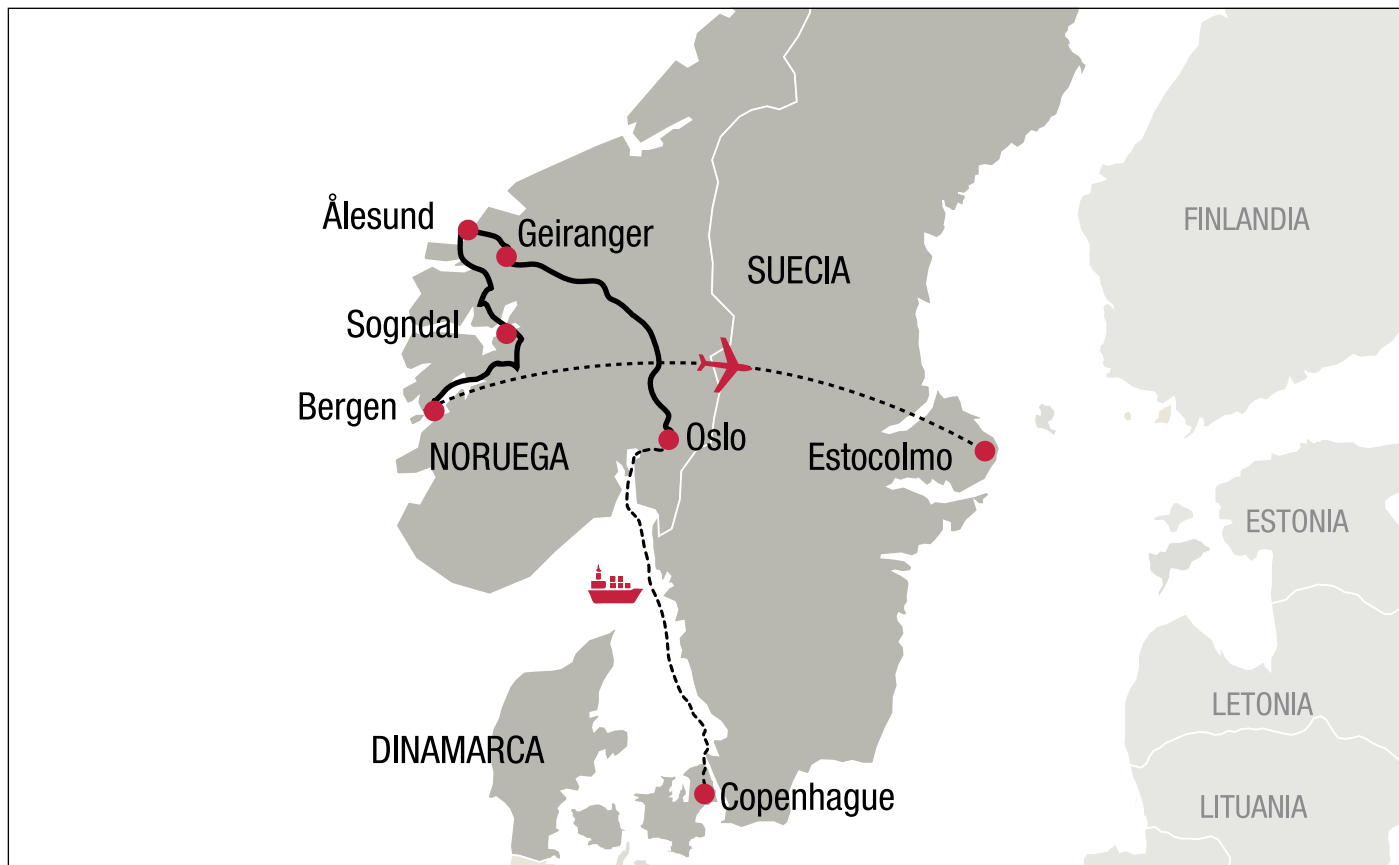 Ålesund
Geiranger
FINLANDIA
SUECIA
Sogndal
Bergen
Oslo
NORUEGA
Estocolmo
ESTONIA
LETONIA
DINAMARCA
Copenhague
LITUANIA